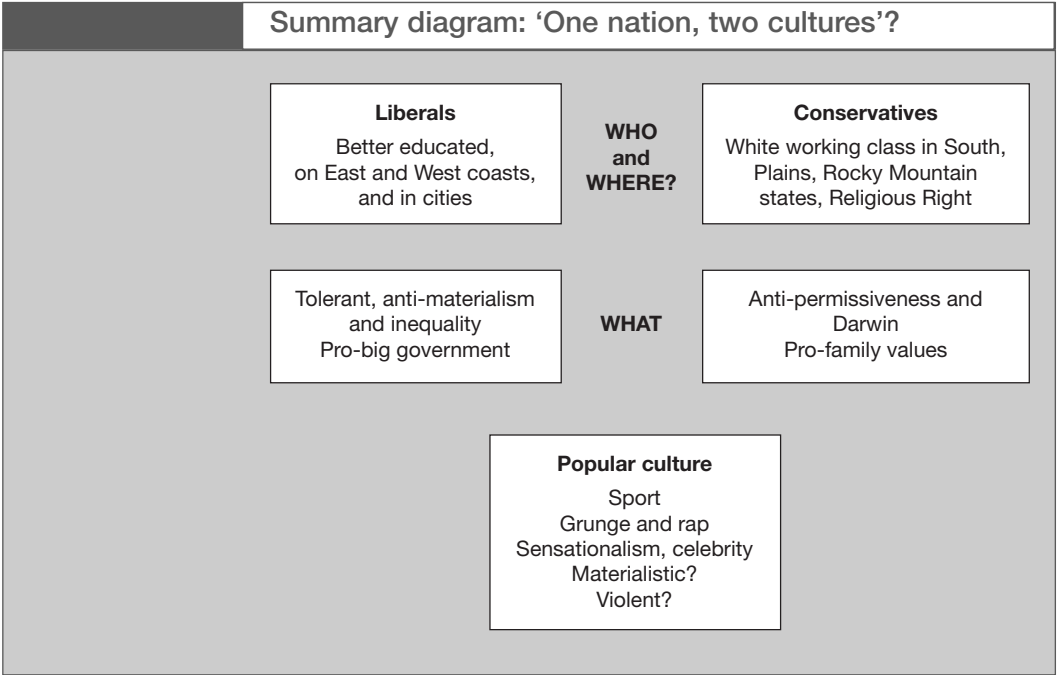 Summary diagram: ‘One nation, two cultures’?
Liberals
Better educated,
on East and West coasts,
and in cities
WHO
and
WHERE?
Conservatives
White working class in South,
Plains, Rocky Mountain
states, Religious Right
Tolerant, anti-materialism
and inequality
Pro-big government
WHAT
Anti-permissiveness and
Darwin
Pro-family values
Popular culture
Sport
Grunge and rap
Sensationalism, celebrity
Materialistic?
Violent?